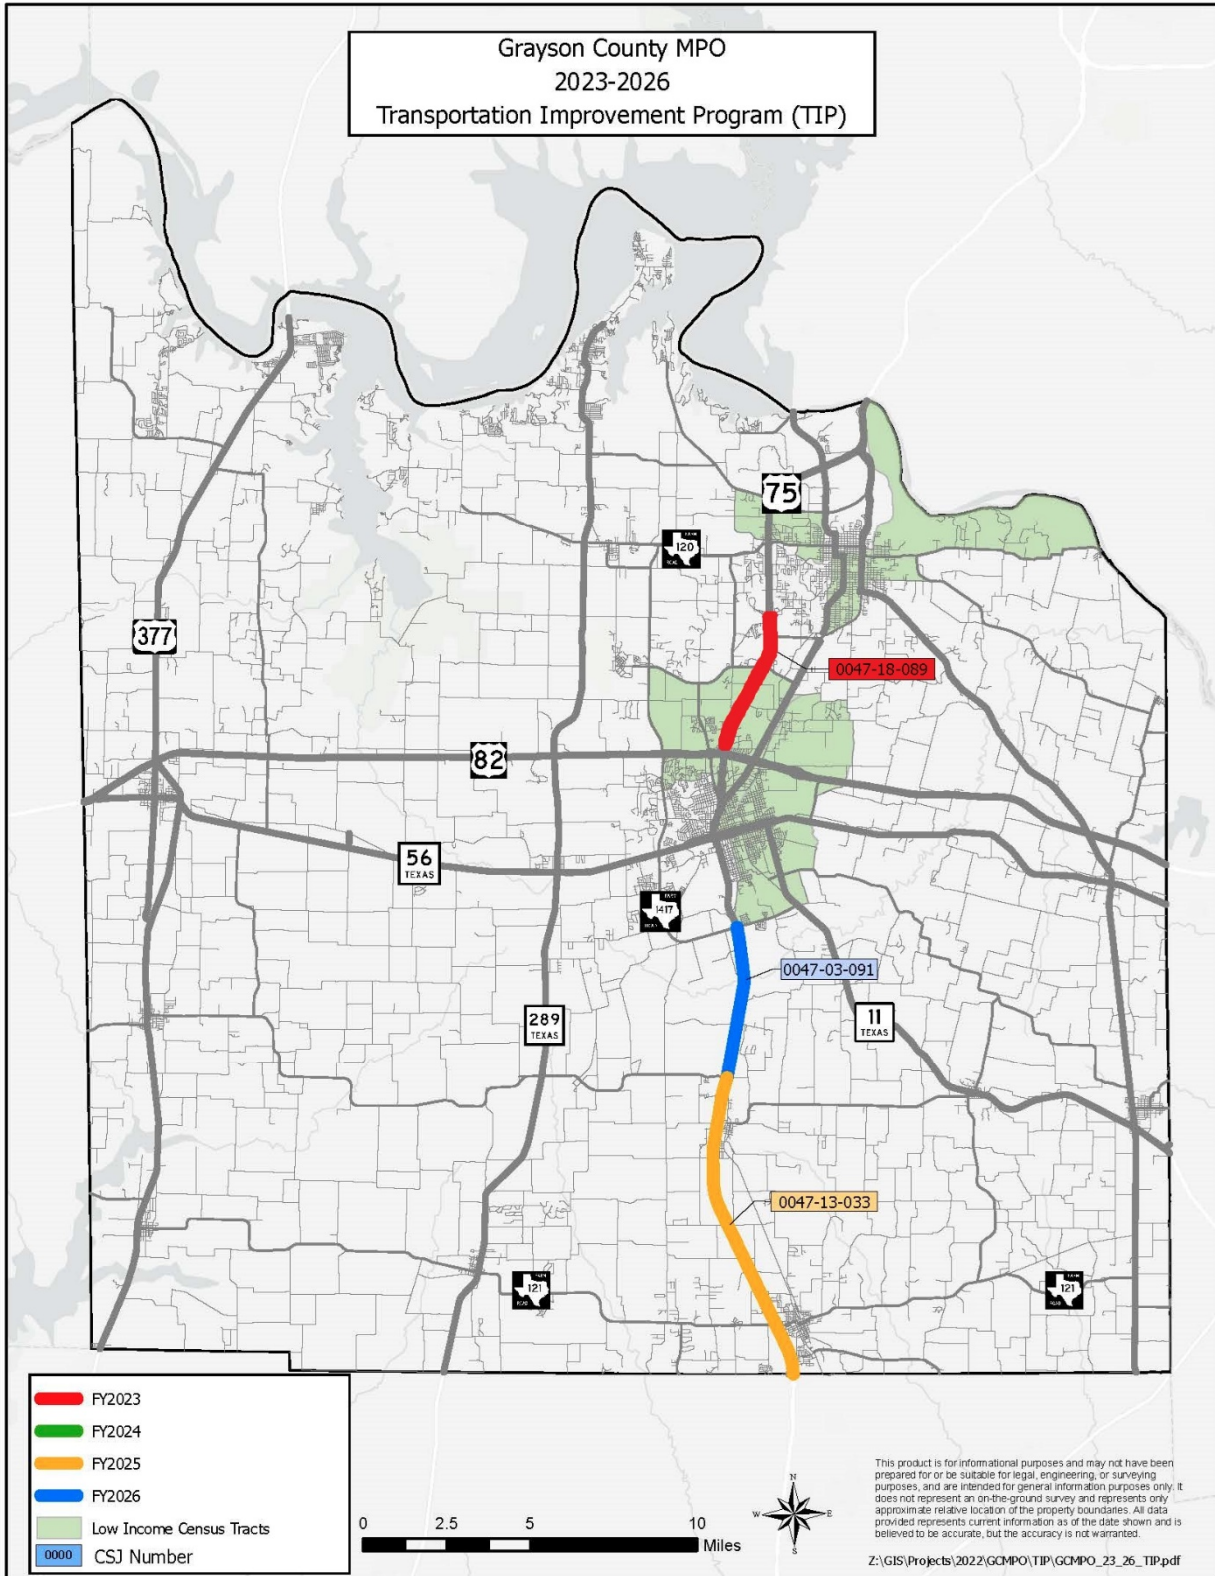 Grayson County MPO
2023-2026
Transportation Improvement Program (TIP)
75
120
377
0047-18-089
82
56
TEXAS
1417
0047-03-091
289
TEXAS
11
TEXAS
0047-13-033
121
121
FY2023
FY2024
FY2025
FY2026
Low Income Census Tracts
0000 CSJ Number
0 2.5 5 10
Miles
N
W E
S
This product is for informational purposes and may not have been
prepared for or be suitable for legal, engineering, or surveying
purposes, and are intended for general information purposes only. It
does not represent an on-the-ground survey and represents only
approximate relative location of the property boundaries. All data
provided represents current information as of the date shown and is
believed to be accurate, but the accuracy is not warranted.
Z:\GIS\Projects\2022\GCMPO\TIP\GCMPO_23_26_TIP.pdf